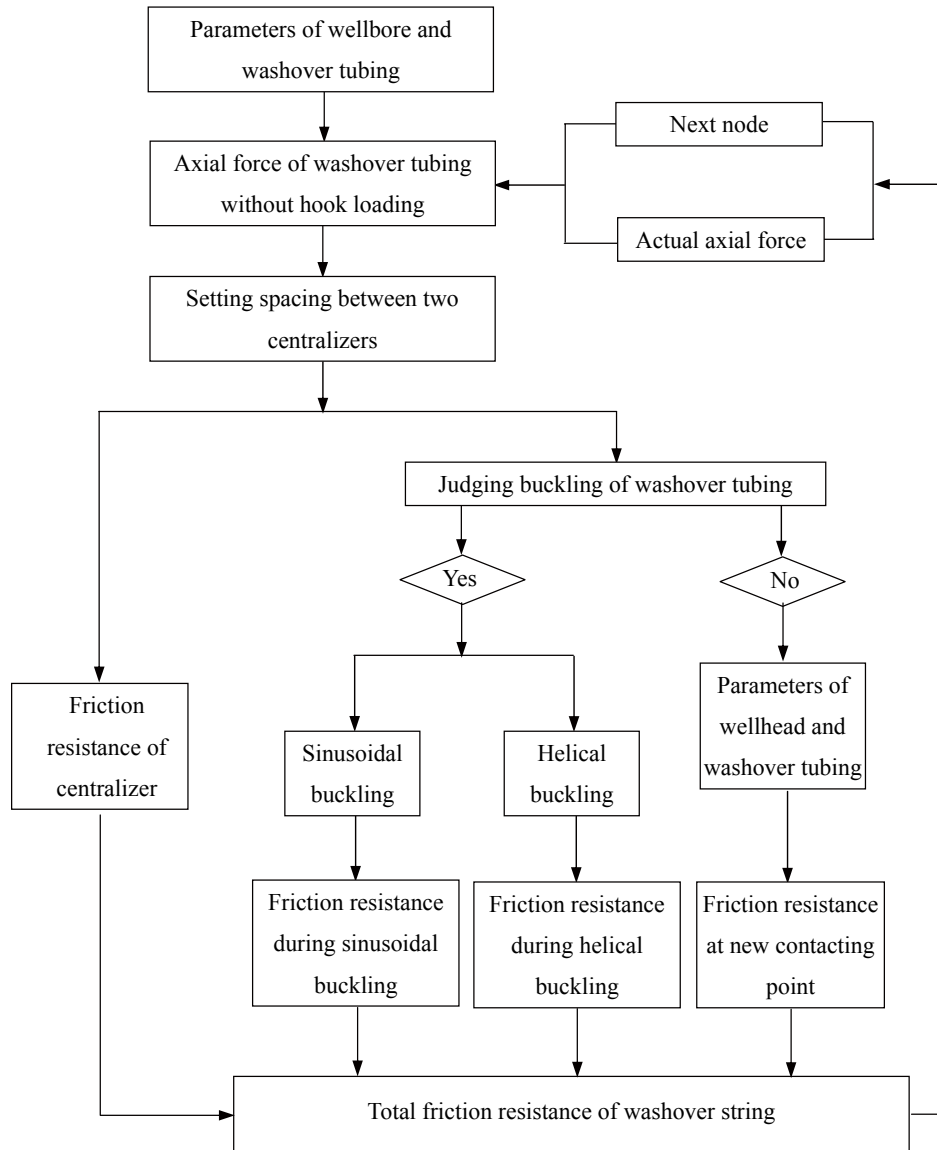 Parameters of wellbore and
washover tubing
Next node
Axial force of washover tubing
without hook loading
Actual axial force
Setting spacing between two
centralizers
Judging buckling of washover tubing
Yes
No
Friction
resistance of
centralizer
Sinusoidal
buckling
Helical
buckling
Parameters of
wellhead and
washover tubing
Friction resistance
during sinusoidal
buckling
Friction resistance
during helical
buckling
Friction resistance
at new contacting
point
Total friction resistance of washover string